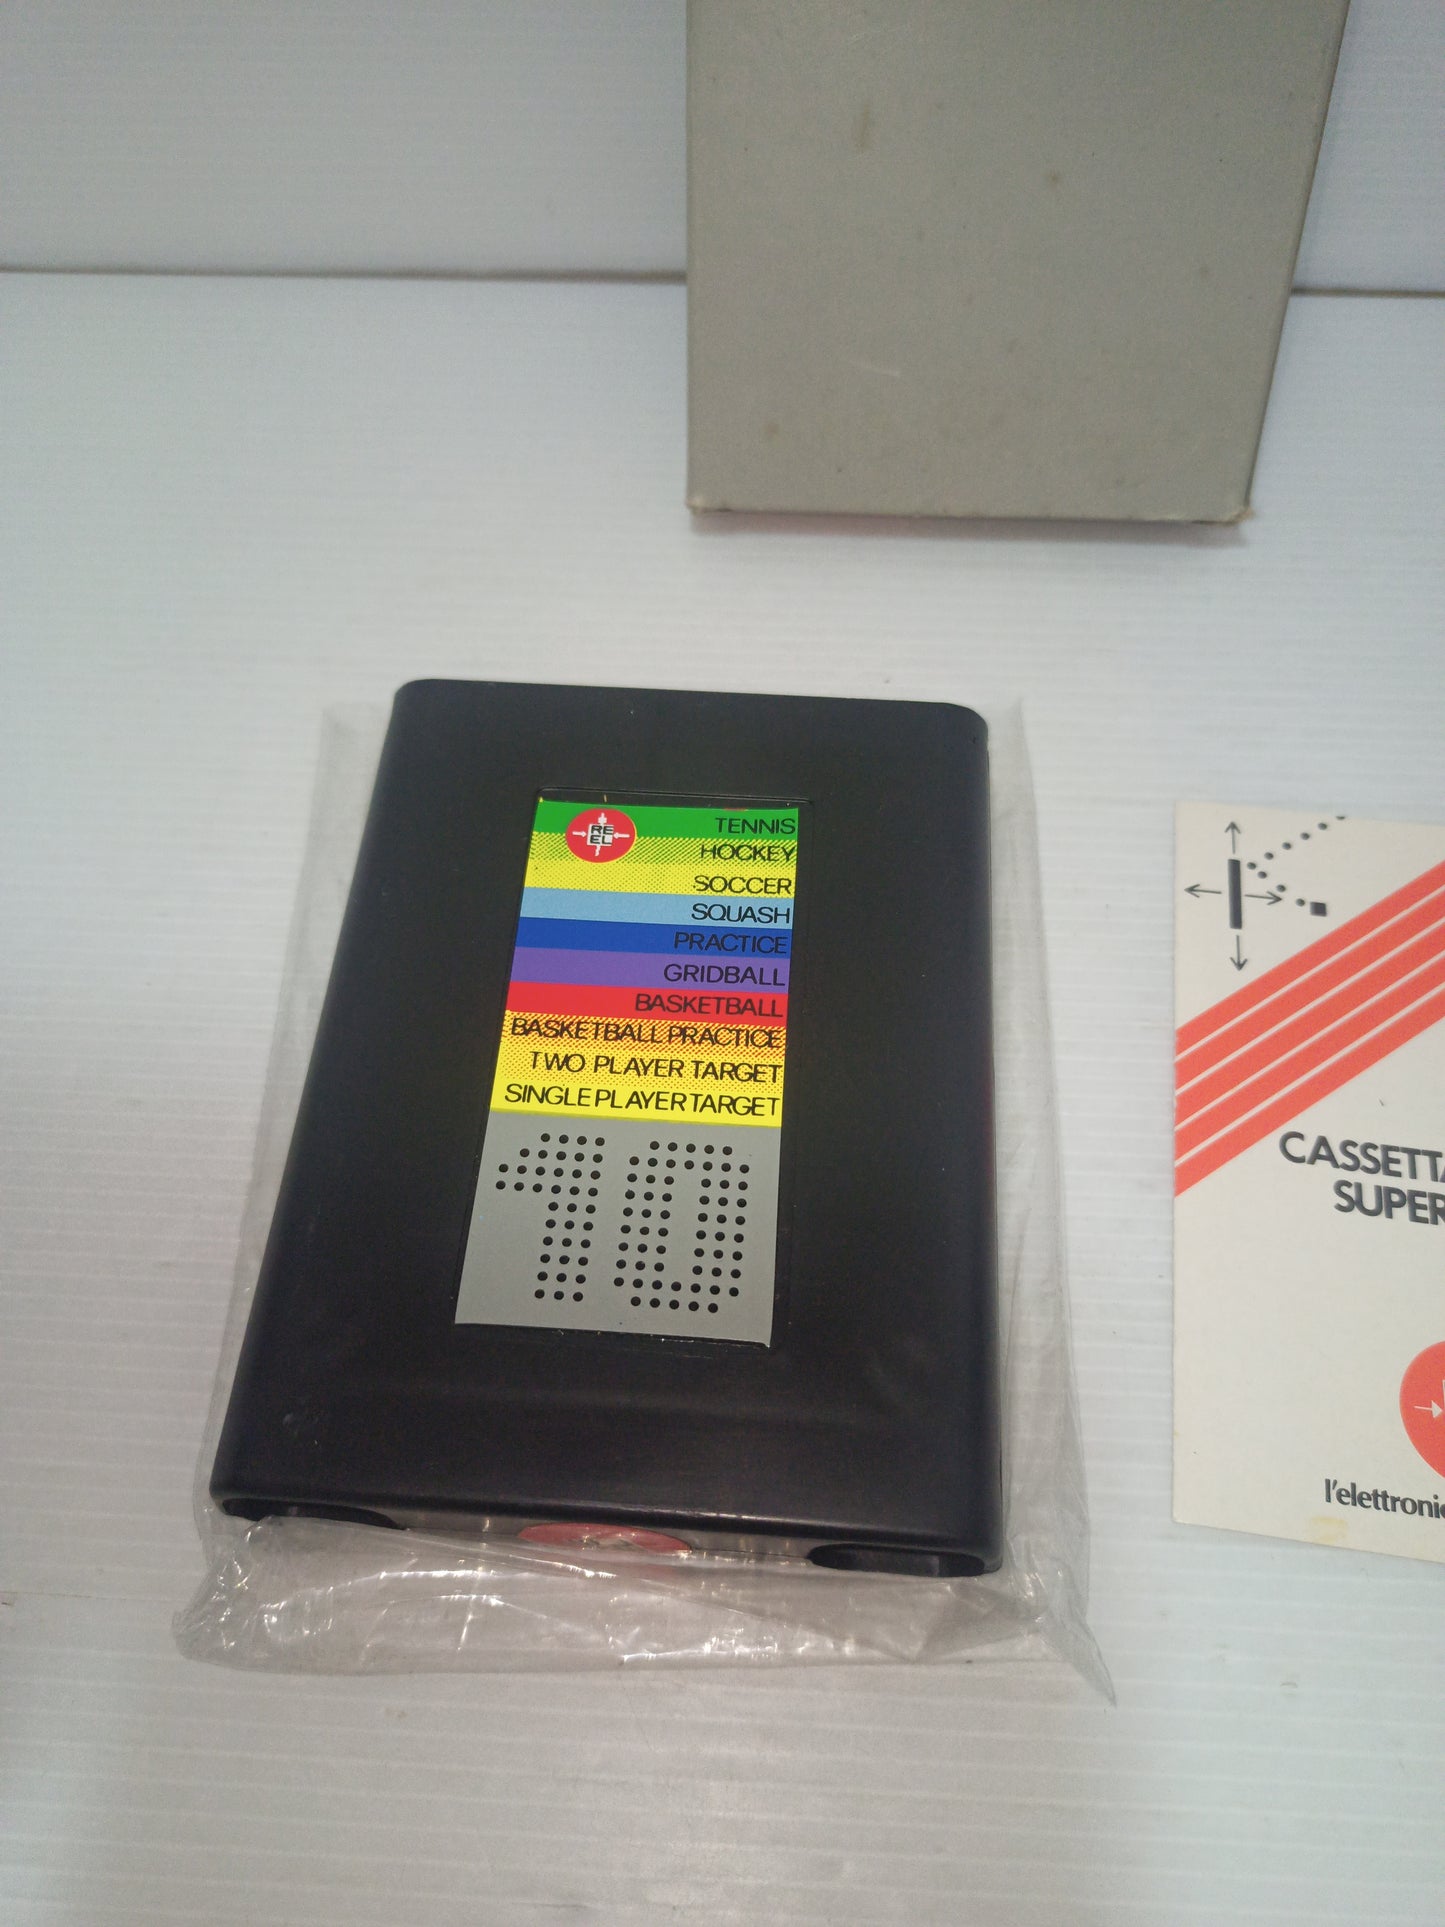 RE
EL
TENNIS
HOCKEY
SOCCER
SQUASH
PRACTICE
GRIDBALL
BASKETBALL
BASKETBALL PRACTICE
TWO PLAYER TARGET
SINGLE PLAYER TARGET
10
CASSETTA
SUPER
l'elettronic